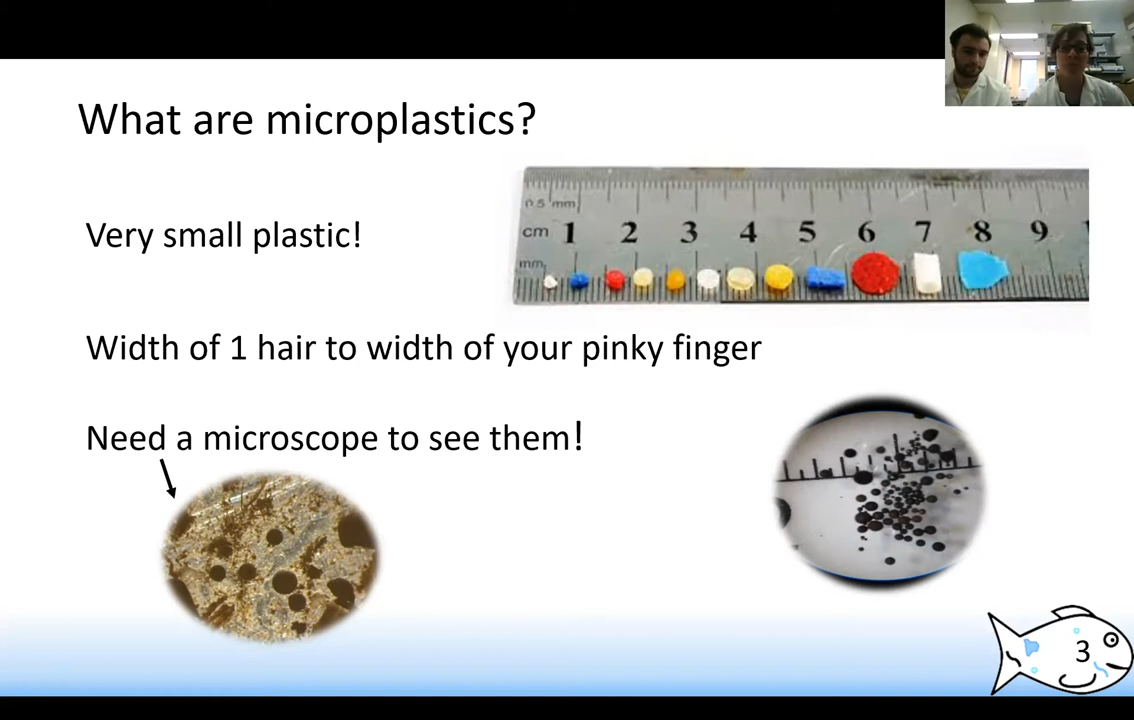 What are microplastics?
0.5 mm
cm 1 2 3 4 5 6 7 8 9
mm
Very small plastic!
Width of 1 hair to width of your pinky finger
Need a microscope to see them!
3